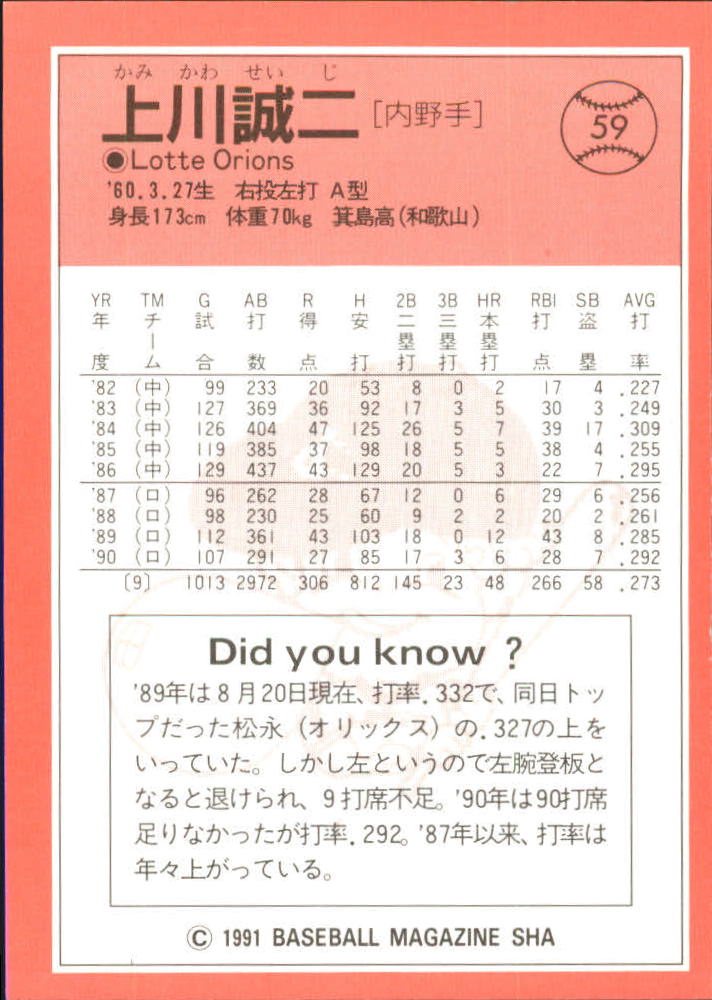 かみ かわ せい じ
上川誠二 [内野手]
59
●Lotte Orions
'60.3.27生 右投左打 A型
身長173cm 体重70kg 箕島高(和歌山)
YR TM G AB R H 2B 3B HR RBI SB AVG
年度 チーム 試合 打数 得点 安打 二塁打 三塁打 本塁打 打点 盗塁 打率
'82 (中) 99 233 20 53 8 0 2 17 4 .227
'83 (中) 127 369 36 92 17 3 5 30 3 .249
'84 (中) 126 404 47 125 26 5 7 39 17 .309
'85 (中) 119 385 37 98 18 5 5 38 4 .255
'86 (中) 129 437 43 129 20 5 3 22 7 .295
'87 (ロ) 96 262 28 67 12 0 6 29 6 .256
'88 (ロ) 98 230 25 60 9 2 2 20 2 .261
'89 (ロ) 112 361 43 103 18 0 12 43 8 .285
'90 (ロ) 107 291 27 85 17 3 6 28 7 .292
〔9〕 1013 2972 306 812 145 23 48 266 58 .273
Did you know ?
'89年は8月20日現在、打率.332で、同日トッ
プだった松永(オリックス)の.327の上を
いっていた。しかし左というので左腕登板と
なると退けられ、9打席不足。'90年は90打席
足りなかったが打率.292。'87年以来、打率は
年々上がっている。
© 1991 BASEBALL MAGAZINE SHA